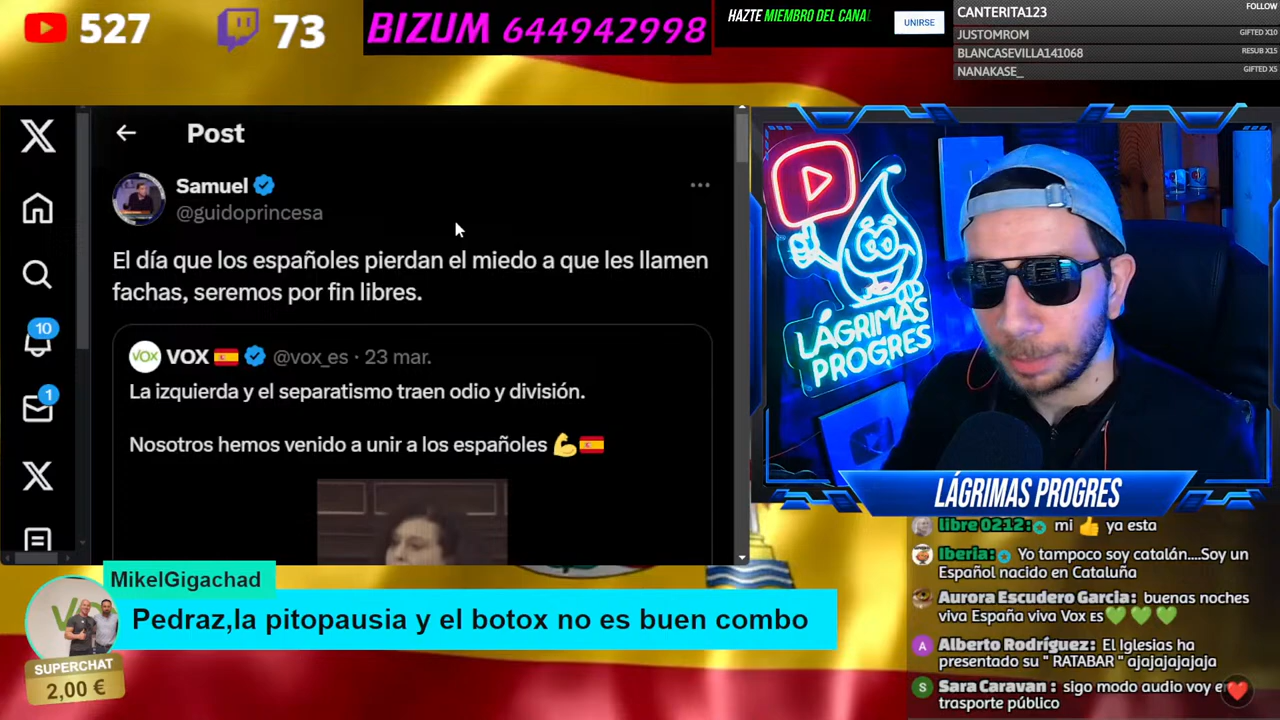 527
73
BIZUM 644942998
HAZTE MIEMBRO DEL CANAL
UNIRSE
CANTERITA123
FOLLOW
JUSTOMROM
GIFTED X10
BLANCASEVILLA141068
RESUB X15
NANAKASE_
GIFTED X5
Post
Samuel
@guidoprincesa
El día que los españoles pierdan el miedo a que les llamen
fachas, seremos por fin libres.
VOX
VOX 🇪🇸 @vox_es · 23 mar.
La izquierda y el separatismo traen odio y división.
Nosotros hemos venido a unir a los españoles 💪🇪🇸
10
1
LÁGRIMAS
PROGRES
LÁGRIMAS PROGRES
libre 0212: mi 👍 ya esta
Iberia: Yo tampoco soy catalán....Soy un
Español nacido en Cataluña
Aurora Escudero Garcia: buenas noches
viva España viva Vox es💚💚💚
A Alberto Rodríguez: El Iglesias ha
presentado su " RATABAR" ajajajajajaja
S Sara Caravan : sigo modo audio voy en
trasporte público
MikelGigachad
Pedraz,la pitopausia y el botox no es buen combo
SUPERCHAT
2,00 €